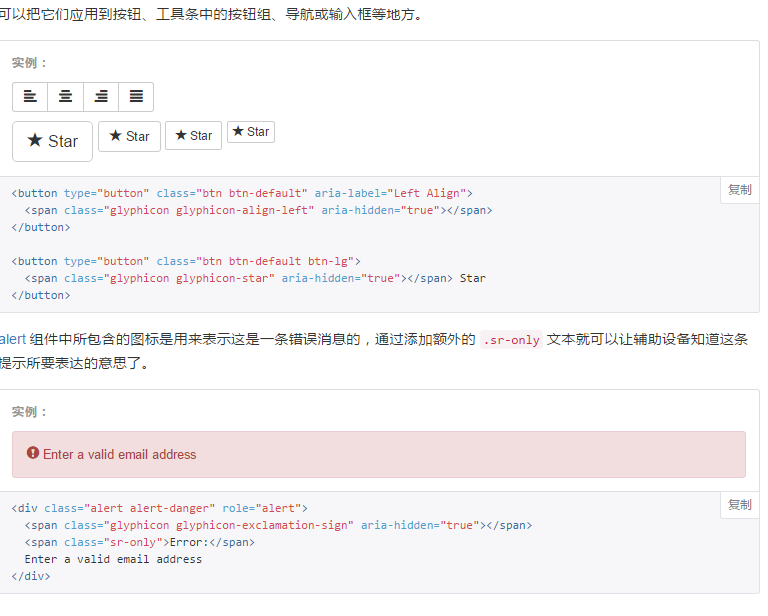 可以把它们应用到按钮、工具条中的按钮组、导航或输入框等地方。
实例：
Star Star Star Star
复制
<button type="button" class="btn btn-default" aria-label="Left Align">
  <span class="glyphicon glyphicon-align-left" aria-hidden="true"></span>
</button>
<button type="button" class="btn btn-default btn-lg">
  <span class="glyphicon glyphicon-star" aria-hidden="true"></span> Star
</button>
alert 组件中所包含的图标是用来表示这是一条错误消息的，通过添加额外的 .sr-only 文本就可以让辅助设备知道这条
提示所要表达的意思了。
实例：
Enter a valid email address
复制
<div class="alert alert-danger" role="alert">
  <span class="glyphicon glyphicon-exclamation-sign" aria-hidden="true"></span>
  <span class="sr-only">Error:</span>
  Enter a valid email address
</div>